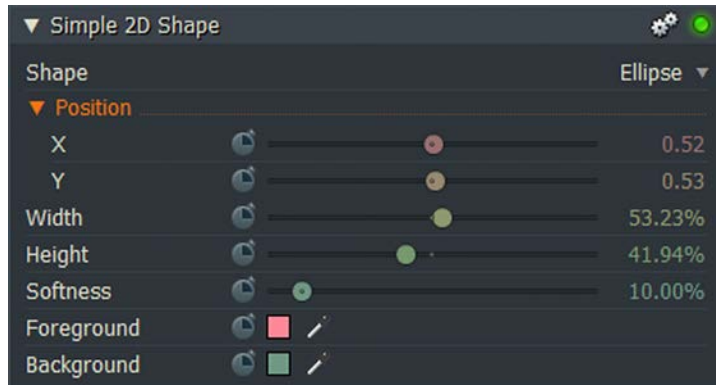 Simple 2D Shape
Shape Ellipse
Position
X 0.52
Y 0.53
Width 53.23%
Height 41.94%
Softness 10.00%
Foreground
Background